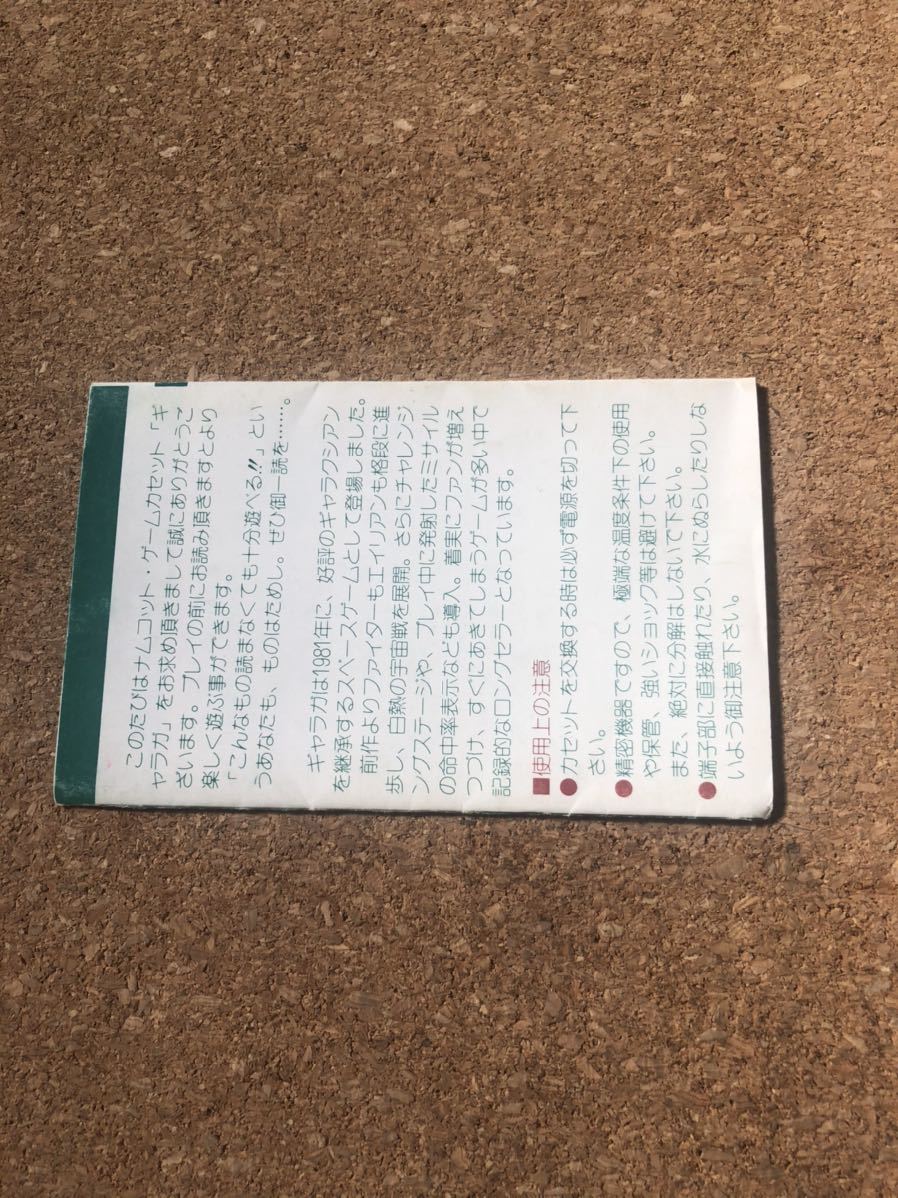 このたびはナムコット・ゲームカセット「ギ
ャラガ」をお求め頂きまして誠にありがとうご
ざいます。プレイの前にお読み頂きますとより
楽しく遊ぶ事ができます。
「こんなもの読まなくても十分遊べる!!」とい
うあなたも、ものはためし。ぜひ御一読を……。
ギャラガは1981年に、好評のギャラクシアン
を継承するスペースゲームとして登場しました。
前作よりファイターもエイリアンも格段に進
歩し、白熱の宇宙戦を展開。さらにチャレンジ
ングステージや、プレイ中に発射したミサイル
の命中率表示なども導入。着実にファンが増え
つづけ、すぐにあきてしまうゲームが多い中で
記録的なロングセラーとなっています。
■使用上の注意
●カセットを交換する時は必ず電源を切って下
さい。
●精密機器ですので、極端な温度条件下の使用
や保管、強いショック等は避けて下さい。
また、絶対に分解はしないで下さい。
●端子部に直接触れたり、水にぬらしたりしな
いよう御注意下さい。